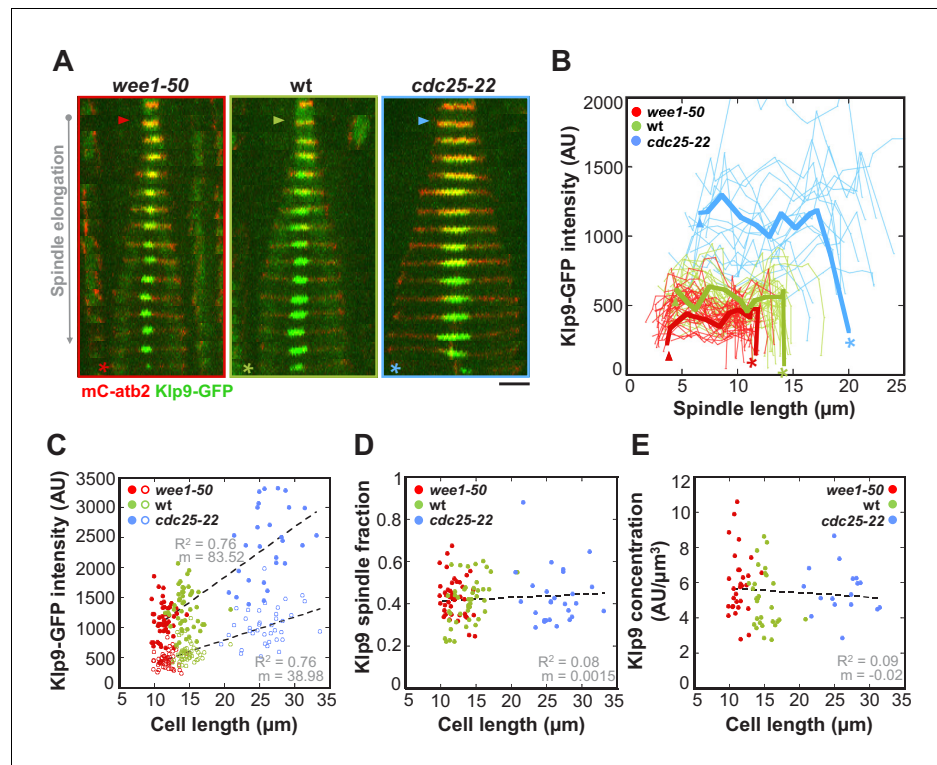 A
wee1-50
wt
cdc25-22
Spindle elongation
mC-atb2 Klp9-GFP
B
Klp9-GFP intensity (AU)
2000
1500
1000
500
0
wee1-50
wt
cdc25-22
0 5 10 15 20 25
Spindle length (µm)
C
Klp9-GFP intensity (AU)
3500
3000
2500
2000
1500
1000
500
wee1-50
wt
cdc25-22
R² = 0.76
m = 83.52
R² = 0.76
m = 38.98
5 10 15 20 25 30 35
Cell length (µm)
D
Klp9 spindle fraction
1
0.8
0.6
0.4
0.2
0
wee1-50
wt
cdc25-22
R² = 0.08
m = 0.0015
5 10 15 20 25 30 35
Cell length (µm)
E
Klp9 concentration
(AU/µm³)
12
10
8
6
4
2
0
wee1-50
wt
cdc25-22
R² = 0.09
m = -0.02
5 10 15 20 25 30 35
Cell length (µm)